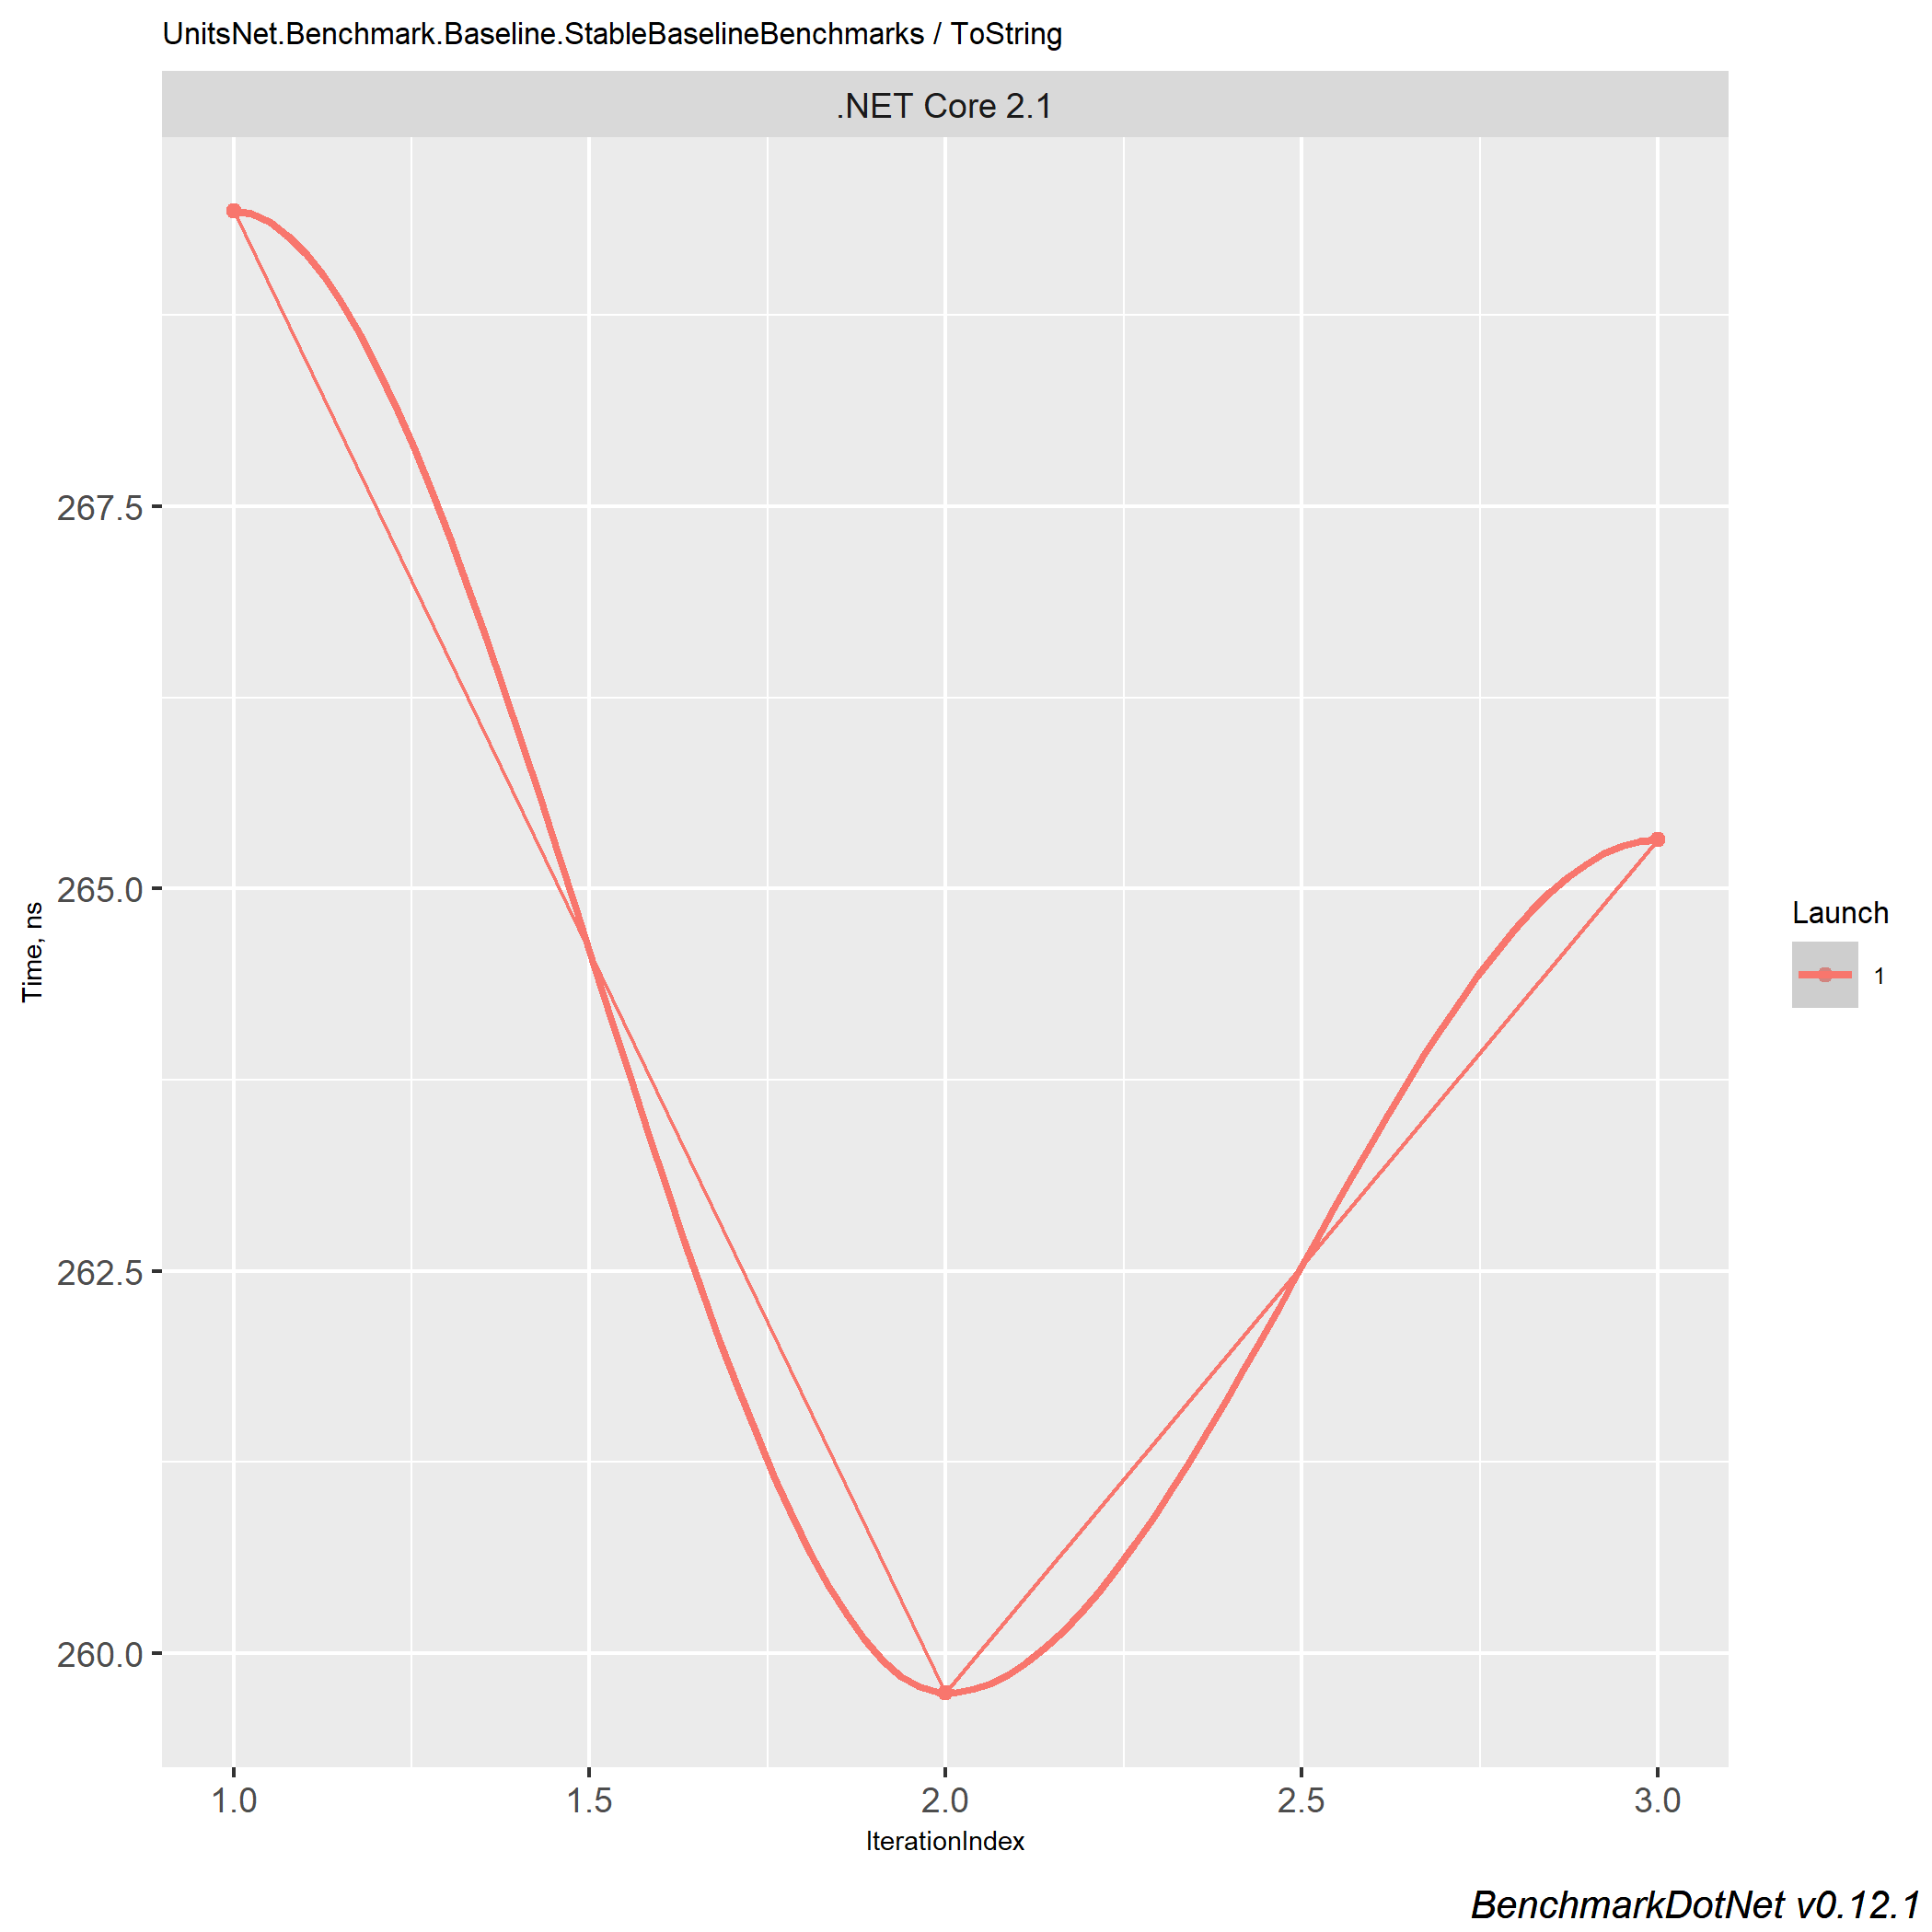 UnitsNet.Benchmark.Baseline.StableBaselineBenchmarks / ToString
.NET Core 2.1
267.5
265.0
262.5
260.0
Time, ns
1.0 1.5 2.0 2.5 3.0
IterationIndex
Launch
1
BenchmarkDotNet v0.12.1